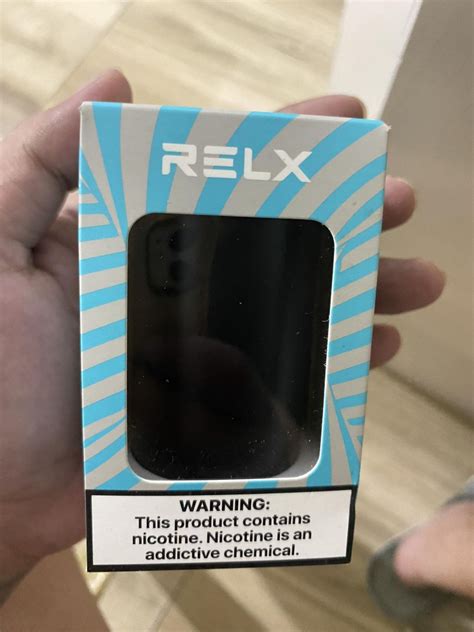 RELX
WARNING:
This product contains
nicotine. Nicotine is an
addictive chemical.